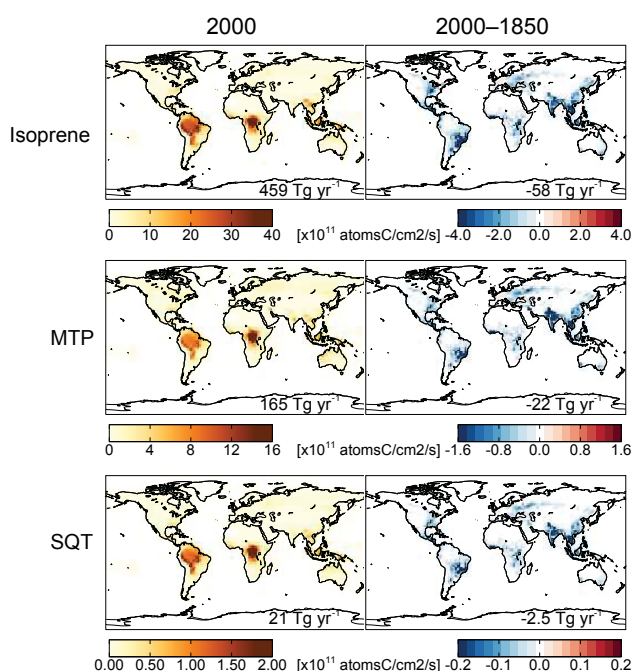 2000 2000–1850
Isoprene
459 Tg yr⁻¹ -58 Tg yr⁻¹
0 10 20 30 40 [x10¹¹ atomsC/cm2/s] -4.0 -2.0 0.0 2.0 4.0
MTP
165 Tg yr⁻¹ -22 Tg yr⁻¹
0 4 8 12 16 [x10¹¹ atomsC/cm2/s] -1.6 -0.8 0.0 0.8 1.6
SQT
21 Tg yr⁻¹ -2.5 Tg yr⁻¹
0.00 0.50 1.00 1.50 2.00 [x10¹¹ atomsC/cm2/s] -0.2 -0.1 0.0 0.1 0.2